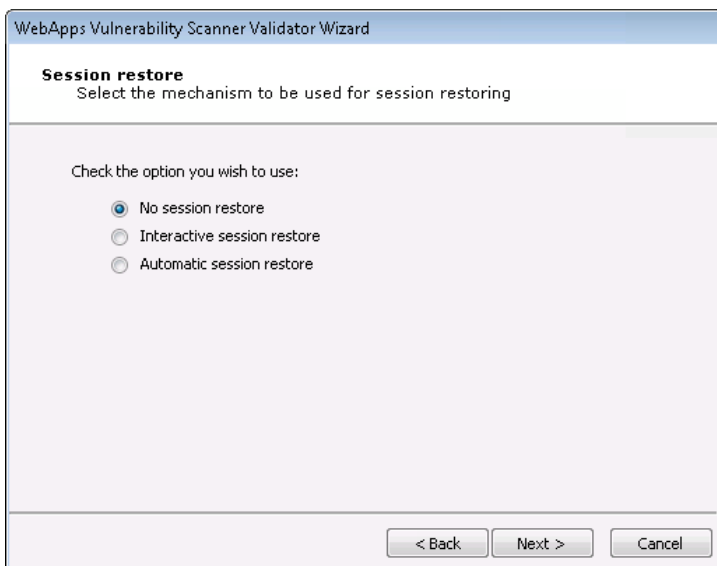 WebApps Vulnerability Scanner Validator Wizard
Session restore
Select the mechanism to be used for session restoring
Check the option you wish to use:
No session restore
Interactive session restore
Automatic session restore
< Back
Next >
Cancel